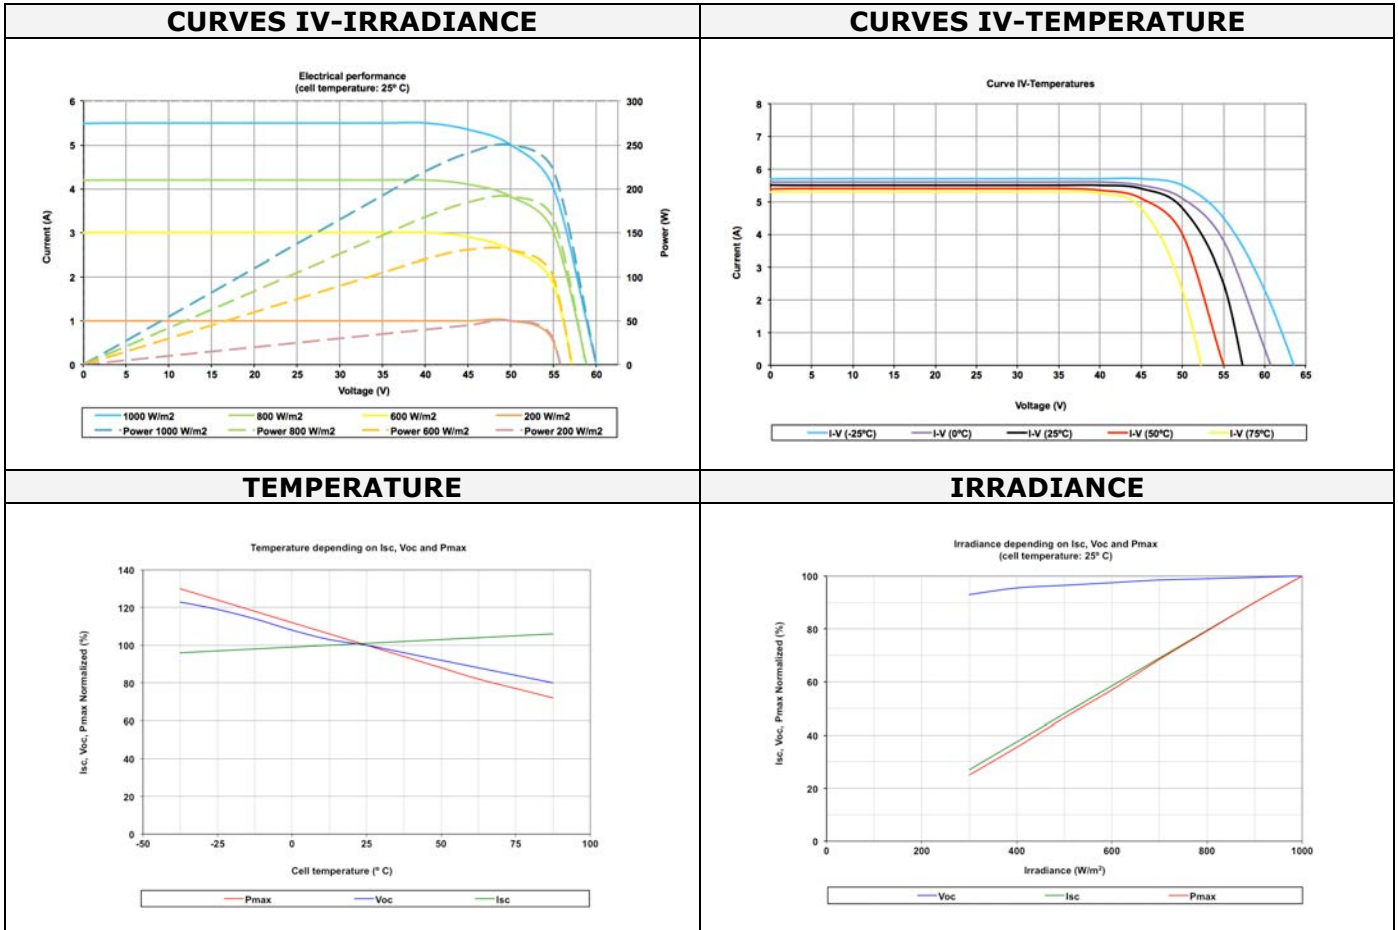 CURVES IV-IRRADIANCE
Electrical performance
(cell temperature: 25º C)
6
5
4
3
2
1
0
Current (A)
300
250
200
150
100
50
0
Power (W)
0 5 10 15 20 25 30 35 40 45 50 55 60
Voltage (V)
1000 W/m2 800 W/m2 600 W/m2 200 W/m2
Power 1000 W/m2 Power 800 W/m2 Power 600 W/m2 Power 200 W/m2
CURVES IV-TEMPERATURE
Curve IV-Temperatures
8
7
6
5
4
3
2
1
0
Current (A)
0 5 10 15 20 25 30 35 40 45 50 55 60 65
Voltage (V)
I-V (-25ºC) I-V (0ºC) I-V (25ºC) I-V (50ºC) I-V (75ºC)
TEMPERATURE
Temperature depending on Isc, Voc and Pmax
140
120
100
80
60
40
20
0
Isc, Voc, Pmax Normalized (%)
-50 -25 0 25 50 75 100
Cell temperature (º C)
Pmax Voc Isc
IRRADIANCE
Irradiance depending on Isc, Voc and Pmax
(cell temperature: 25º C)
100
80
60
40
20
0
Isc, Voc, Pmax Normalized (%)
0 200 400 600 800 1000
Irradiance (W/m²)
Voc Isc Pmax